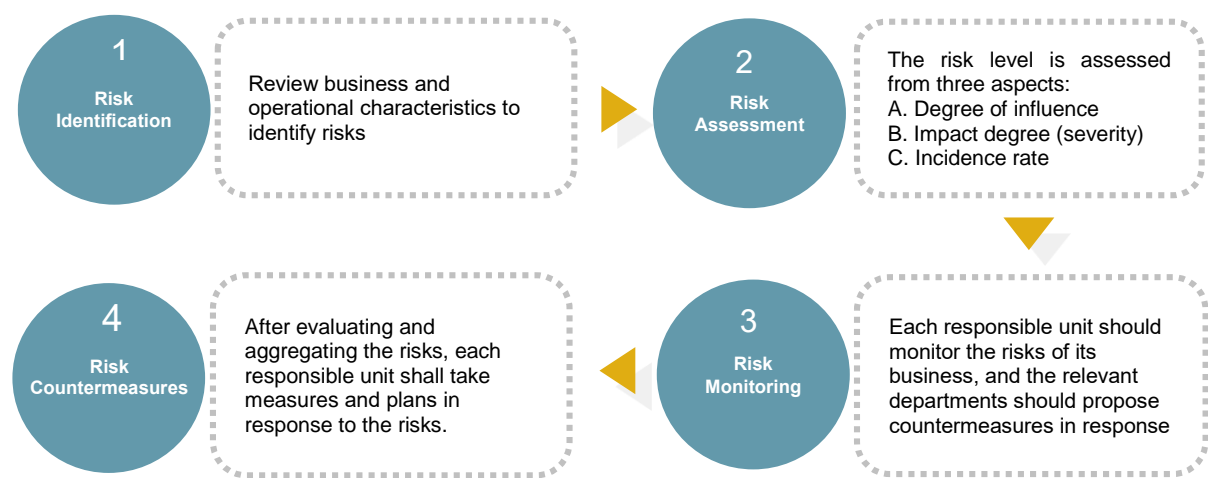 1
Risk
Identification
Review business and
operational characteristics to
identify risks
2
Risk
Assessment
The risk level is assessed
from three aspects:
A. Degree of influence
B. Impact degree (severity)
C. Incidence rate
3
Risk
Monitoring
Each responsible unit should
monitor the risks of its
business, and the relevant
departments should propose
countermeasures in response
4
Risk
Countermeasures
After evaluating and
aggregating the risks, each
responsible unit shall take
measures and plans in
response to the risks.